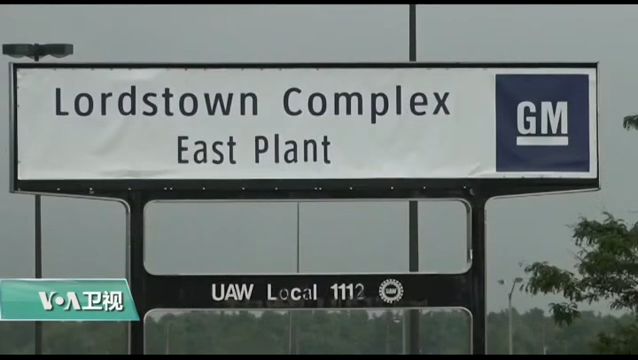 Lordstown Complex
East Plant
GM
UAW Local 1112
VOA卫视